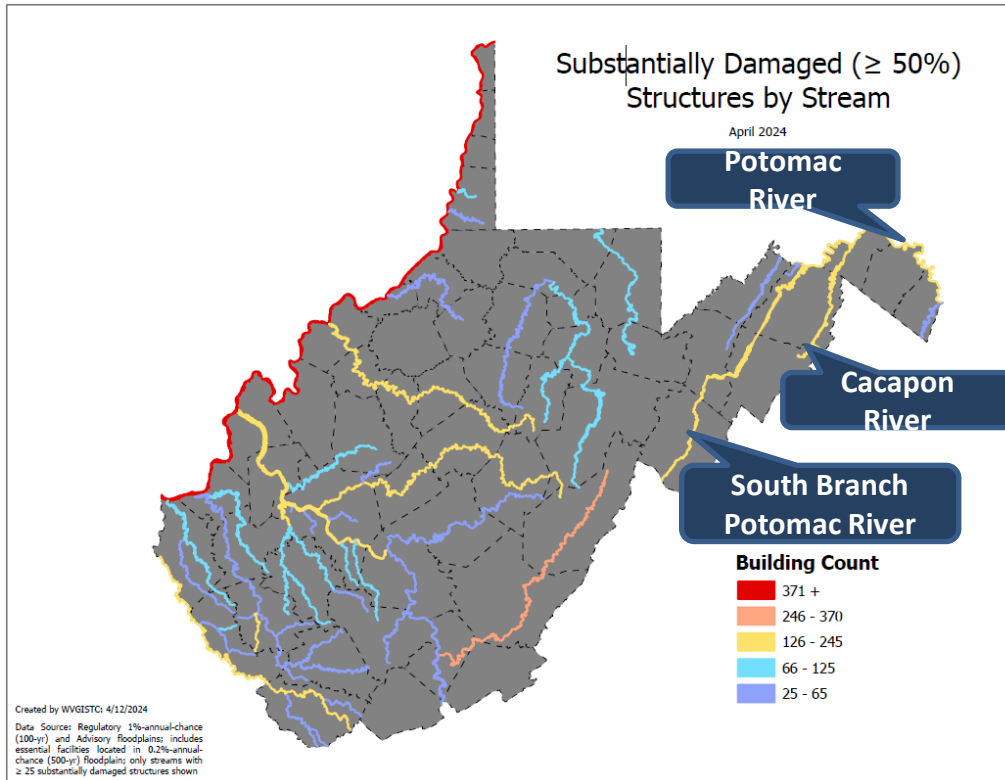 Substantially Damaged (≥ 50%)
Structures by Stream
April 2024
Potomac
River
Cacapon
River
South Branch
Potomac River
Building Count
371 +
246 - 370
126 - 245
66 - 125
25 - 65
Created by WVGISTC: 4/12/2024
Data Source: Regulatory 1%-annual-chance
(100-yr) and Advisory floodplains; includes
essential facilities located in 0.2%-annual-
chance (500-yr) floodplain; only streams with
≥ 25 substantially damaged structures shown